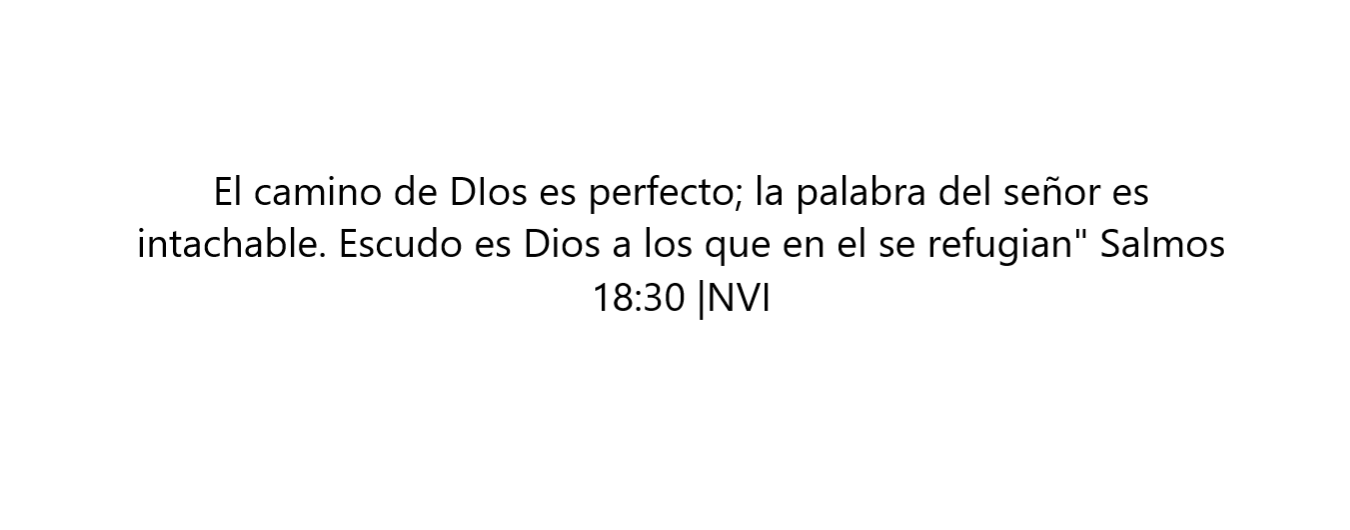 El camino de DIos es perfecto; la palabra del señor es
intachable. Escudo es Dios a los que en el se refugian" Salmos
18:30 |NVI